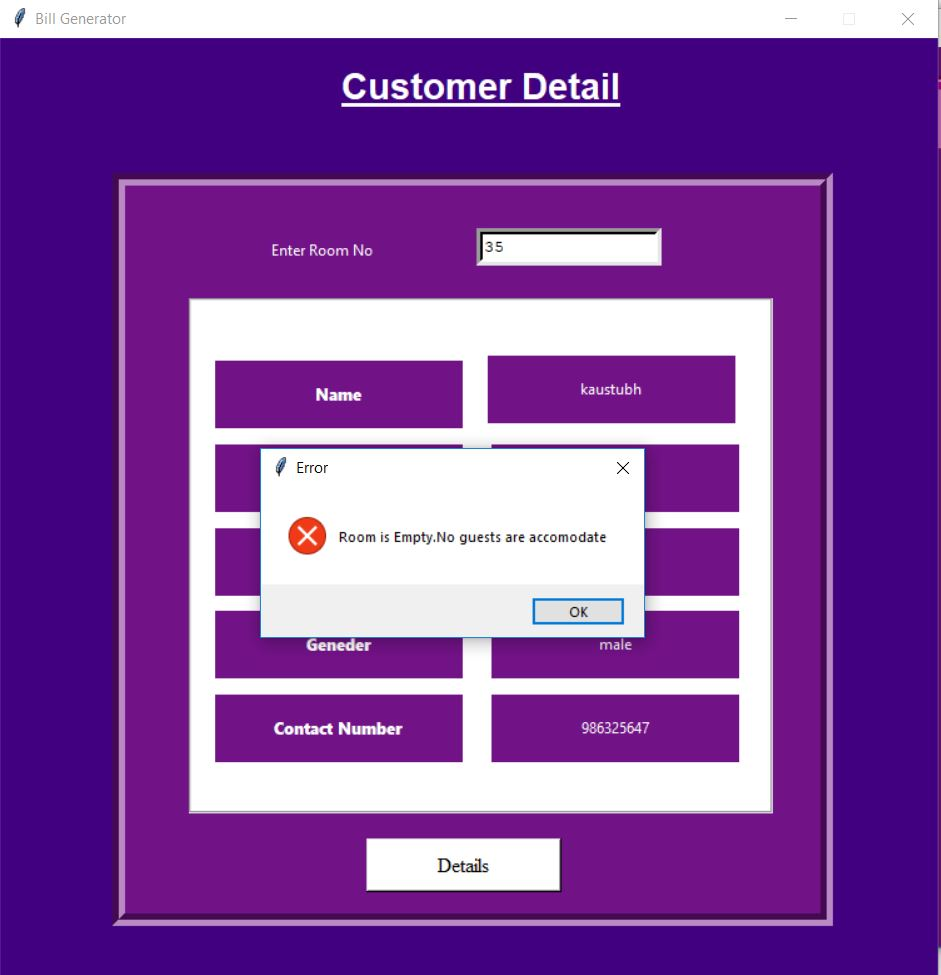 Bill Generator
Customer Detail
Enter Room No 35
Name kaustubh
Error
Room is Empty.No guests are accomodate
OK
Geneder male
Contact Number 986325647
Details